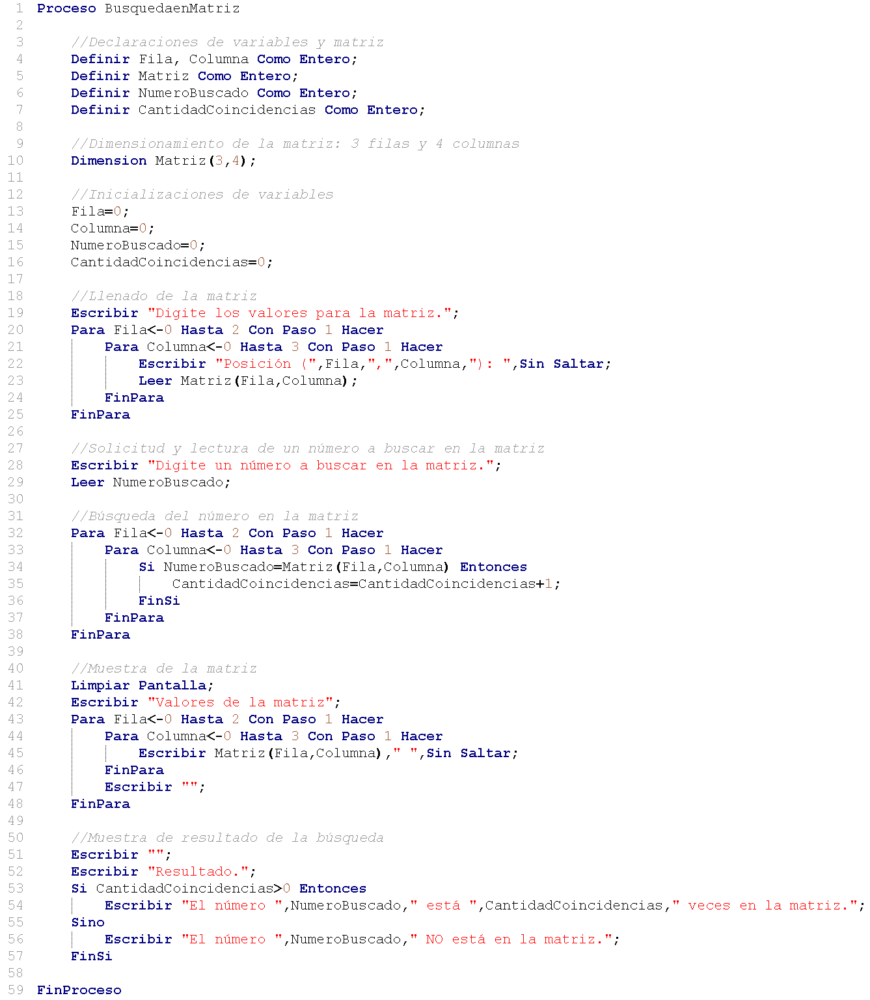 1 Proceso BusquedaenMatriz
2
3 //Declaraciones de variables y matriz
4 Definir Fila, Columna Como Entero;
5 Definir Matriz Como Entero;
6 Definir NumeroBuscado Como Entero;
7 Definir CantidadCoincidencias Como Entero;
8
9 //Dimensionamiento de la matriz: 3 filas y 4 columnas
10 Dimension Matriz(3,4);
11
12 //Inicializaciones de variables
13 Fila=0;
14 Columna=0;
15 NumeroBuscado=0;
16 CantidadCoincidencias=0;
17
18 //Llenado de la matriz
19 Escribir "Digite los valores para la matriz.";
20 Para Fila<-0 Hasta 2 Con Paso 1 Hacer
21 Para Columna<-0 Hasta 3 Con Paso 1 Hacer
22 Escribir "Posición (",Fila,",",Columna,"): ",Sin Saltar;
23 Leer Matriz(Fila,Columna);
24 FinPara
25 FinPara
26
27 //Solicitud y lectura de un número a buscar en la matriz
28 Escribir "Digite un número a buscar en la matriz.";
29 Leer NumeroBuscado;
30
31 //Búsqueda del número en la matriz
32 Para Fila<-0 Hasta 2 Con Paso 1 Hacer
33 Para Columna<-0 Hasta 3 Con Paso 1 Hacer
34 Si NumeroBuscado=Matriz(Fila,Columna) Entonces
35 CantidadCoincidencias=CantidadCoincidencias+1;
36 FinSi
37 FinPara
38 FinPara
39
40 //Muestra de la matriz
41 Limpiar Pantalla;
42 Escribir "Valores de la matriz";
43 Para Fila<-0 Hasta 2 Con Paso 1 Hacer
44 Para Columna<-0 Hasta 3 Con Paso 1 Hacer
45 Escribir Matriz(Fila,Columna)," ",Sin Saltar;
46 FinPara
47 Escribir "";
48 FinPara
49
50 //Muestra de resultado de la búsqueda
51 Escribir "";
52 Escribir "Resultado.";
53 Si CantidadCoincidencias>0 Entonces
54 Escribir "El número ",NumeroBuscado," está ",CantidadCoincidencias," veces en la matriz.";
55 Sino
56 Escribir "El número ",NumeroBuscado," NO está en la matriz.";
57 FinSi
58
59 FinProceso